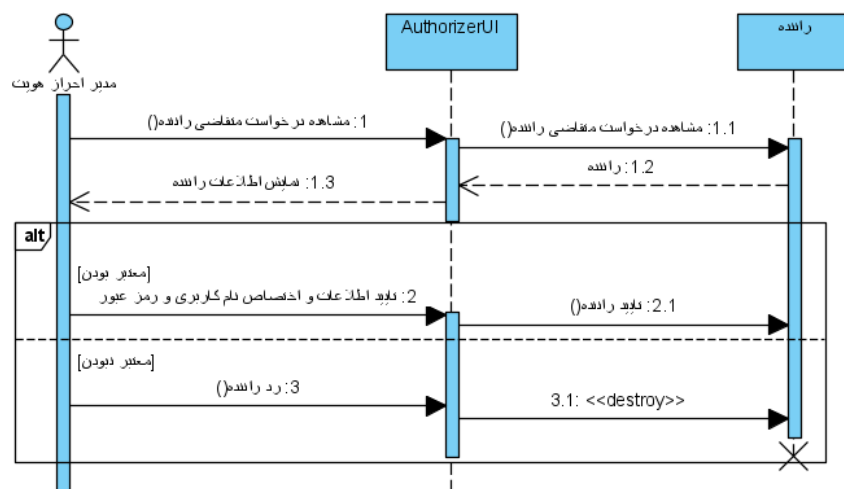 AuthorizerUI
راننده
مدیر احراز هویت
1: مشاهده درخواست متقاضی راننده()
1.1: مشاهده درخواست متقاضی راننده()
1.2: راننده
1.3: نمایش اطلاعات راننده
alt
[معتبر بودن]
2: تایید اطلاعات و اختصاص نام کاربری و رمز عبور
2.1: تایید راننده()
[معتبر نبودن]
3: رد راننده()
3.1: <<destroy>>